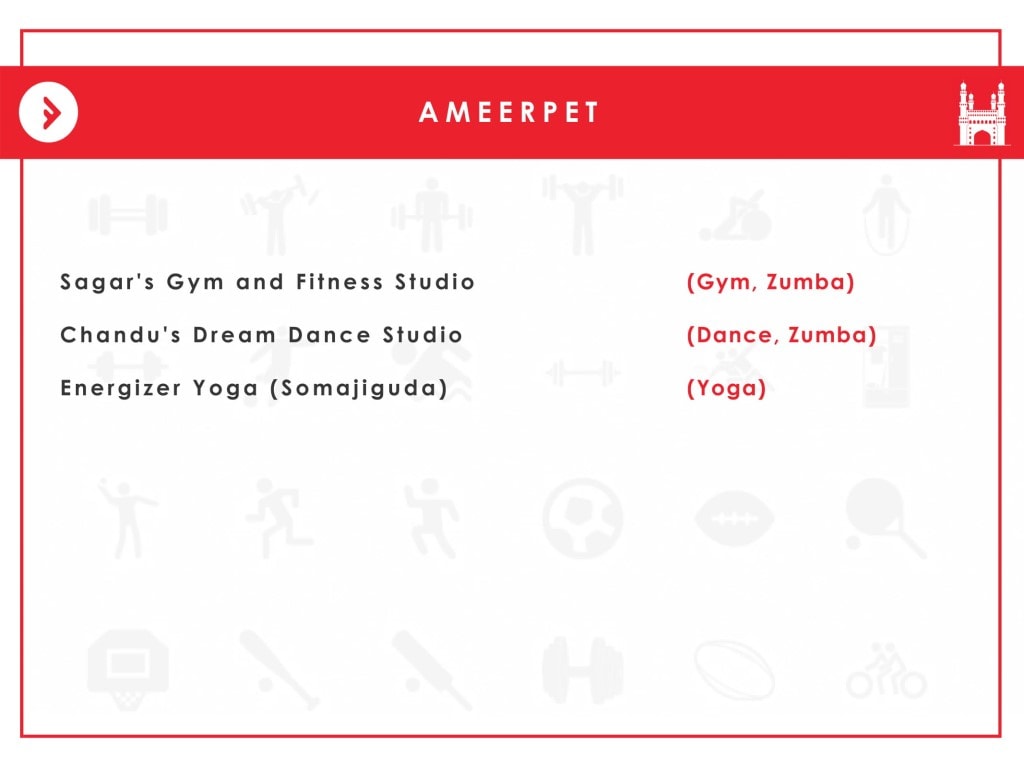 AMEERPET
Sagar's Gym and Fitness Studio (Gym, Zumba)
Chandu's Dream Dance Studio (Dance, Zumba)
Energizer Yoga (Somajiguda) (Yoga)